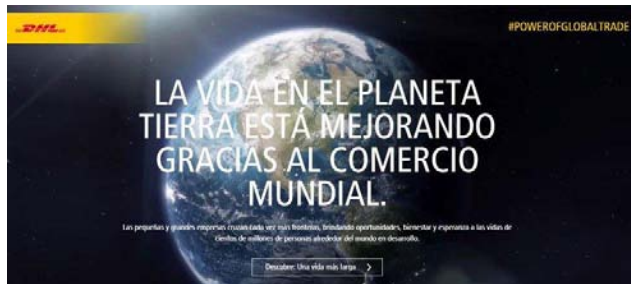 DHL
#POWEROFGLOBALTRADE
LA VIDA EN EL PLANETA
TIERRA ESTÁ MEJORANDO
GRACIAS AL COMERCIO
MUNDIAL.
Las pequeñas y grandes empresas cruzan cada vez más fronteras, brindando oportunidades, bienestar y esperanza a las vidas de
cientos de millones de personas alrededor del mundo en desarrollo.
Descubre: Una vida más larga >